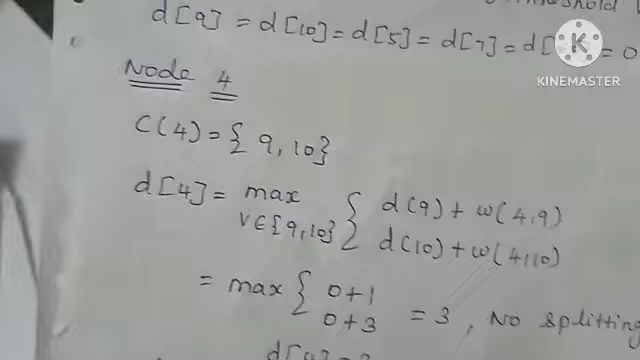 d[9] = d[10] = d[5] = d[7] = d[ = 0
KINEMASTER
Node 4
C(4) = { 9, 10}
d[4] = max { d(9) + w(4,9)
V∈{9,10} d(10) + w(4,10)
= max { 0+1
0+3 = 3, No splitting